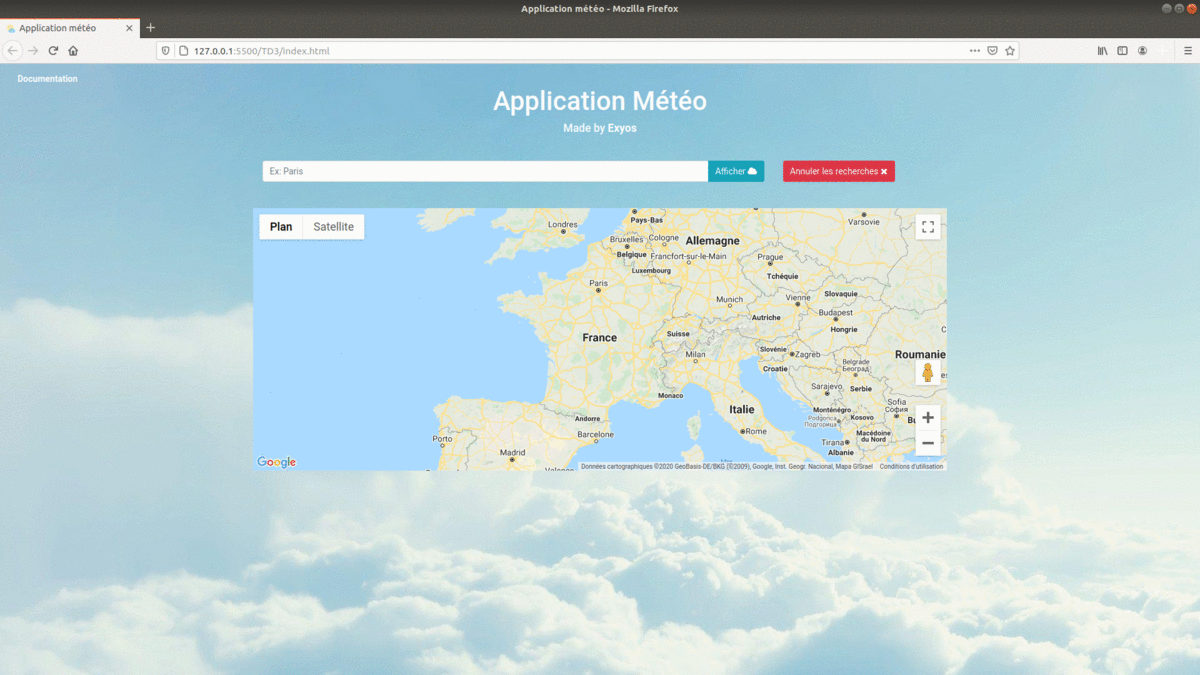 Application météo - Mozilla Firefox
Application météo
127.0.0.1:5500/TD3/index.html
Documentation
Application Météo
Made by Exyos
Ex: Paris
Afficher
Annuler les recherches
Plan
Satellite
Londres
Pays-Bas
Varsovie
Bruxelles
Cologne
Allemagne
Belgique
Francfort-sur-le-Main
Prague
Luxembourg
Tchéquie
Paris
Munich
Vienne
Slovaquie
Budapest
Autriche
Hongrie
France
Suisse
Milan
Slovénie
Zagreb
Roumanie
Croatie
Belgrade
Београд
Sarajevo
Serbie
Monaco
Italie
Monténégro
Sofia
София
Kosovo
Andorre
Podgorica
Подгорица
Rome
Macédoine
du Nord
Porto
Barcelone
Tirana
Albanie
Madrid
Google
Données cartographiques ©2020 GeoBasis-DE/BKG (©2009), Google, Inst. Geogr. Nacional, Mapa GISrael
Conditions d'utilisation